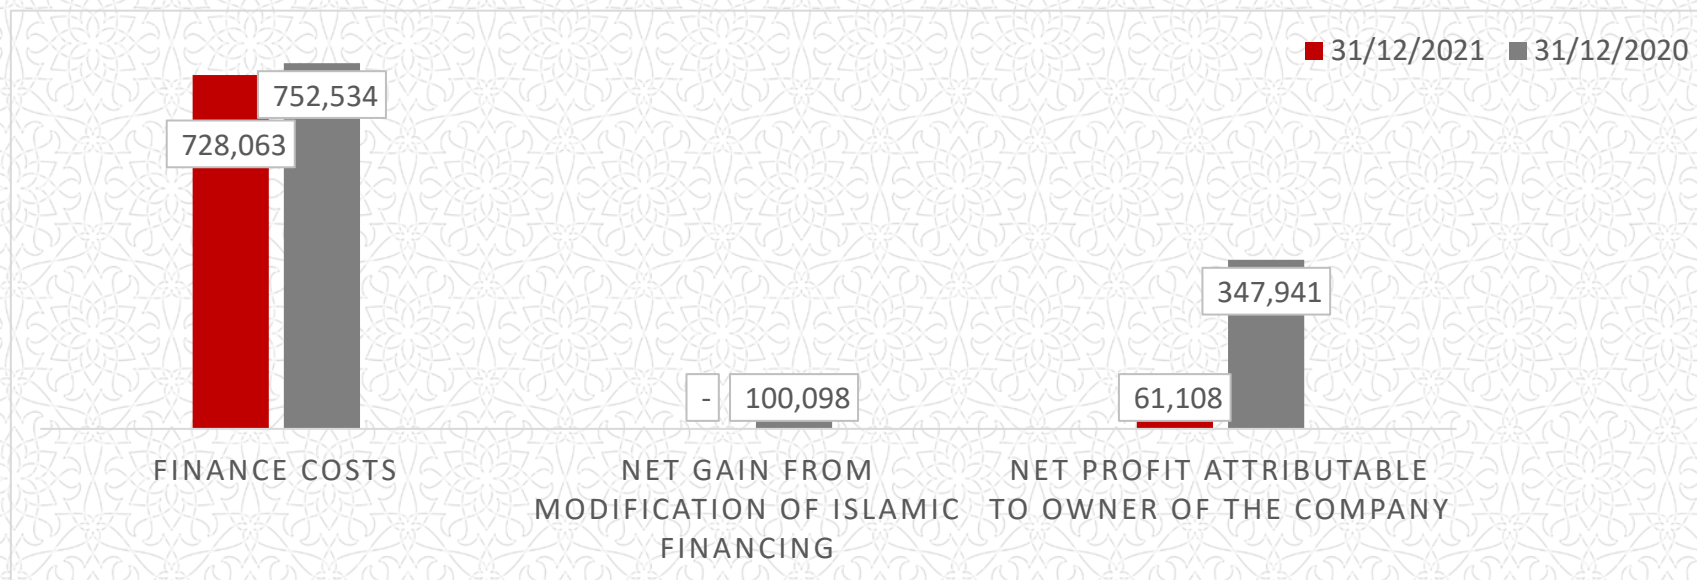 31/12/2021 31/12/2020
752,534
728,063
347,941
- 100,098
61,108
FINANCE COSTS
NET GAIN FROM
MODIFICATION OF ISLAMIC
FINANCING
NET PROFIT ATTRIBUTABLE
TO OWNER OF THE COMPANY